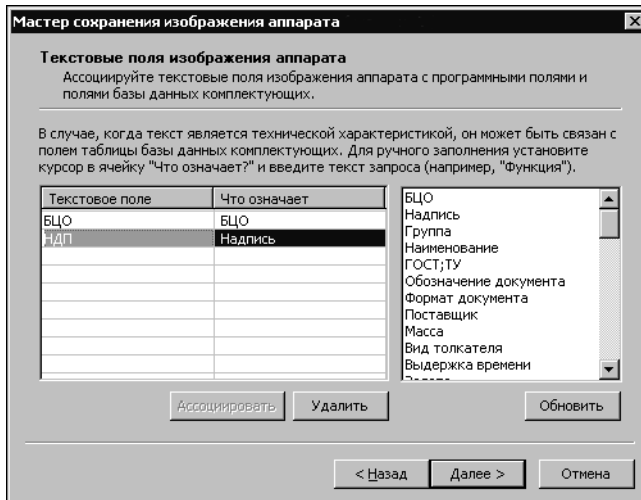 Мастер сохранения изображения аппарата
Текстовые поля изображения аппарата
Ассоциируйте текстовые поля изображения аппарата с программными полями и
полями базы данных комплектующих.
В случае, когда текст является технической характеристикой, он может быть связан с
полем таблицы базы данных комплектующих. Для ручного заполнения установите
курсор в ячейку "Что означает?" и введите текст запроса (например, "Функция").
Текстовое поле Что означает
БЦО БЦО
НДП Надпись
БЦО
Надпись
Группа
Наименование
ГОСТ;ТУ
Обозначение документа
Формат документа
Поставщик
Масса
Вид толкателя
Выдержка времени
Ассоциировать Удалить Обновить
< Назад Далее > Отмена